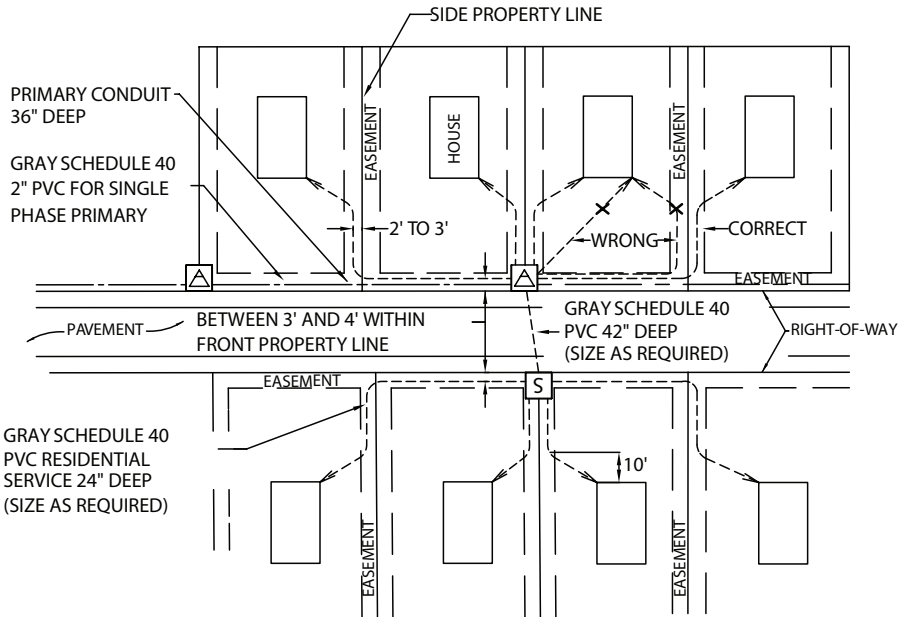 SIDE PROPERTY LINE
PRIMARY CONDUIT
36" DEEP
GRAY SCHEDULE 40
2" PVC FOR SINGLE
PHASE PRIMARY
EASEMENT
HOUSE
EASEMENT
2' TO 3'
WRONG
CORRECT
EASEMENT
PAVEMENT
BETWEEN 3' AND 4' WITHIN
FRONT PROPERTY LINE
GRAY SCHEDULE 40
PVC 42" DEEP
(SIZE AS REQUIRED)
RIGHT-OF-WAY
EASEMENT
S
GRAY SCHEDULE 40
PVC RESIDENTIAL
SERVICE 24" DEEP
(SIZE AS REQUIRED)
10'
EASEMENT
EASEMENT